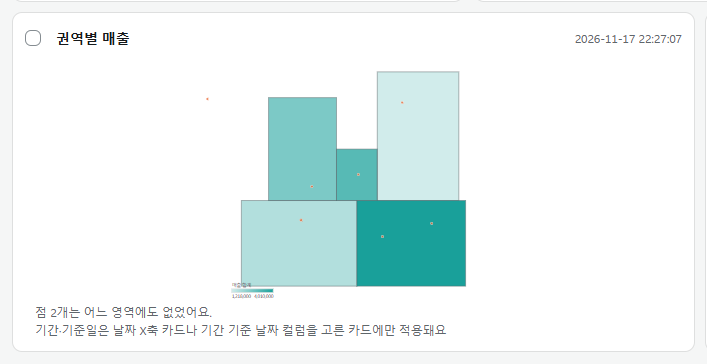 권역별 매출
2026-11-17 22:27:07
점 2개는 어느 영역에도 없었어요.
기간·기준일은 날짜 X축 카드나 기간 기준 날짜 컬럼을 고른 카드에만 적용돼요